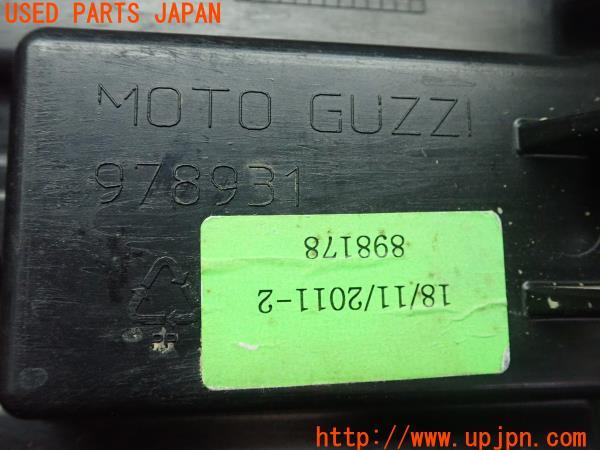 USED PARTS JAPAN
MOTO GUZZI
978931
898178
18/11/2011-2
http://www.upjpn.com